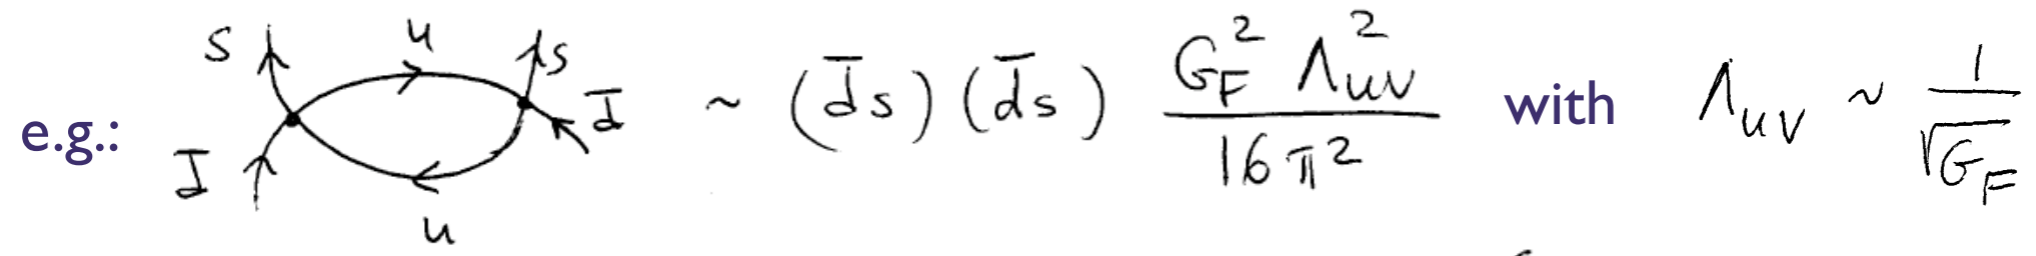 e.g.: s u s d̄ d̄ u ~ (d̄s)(d̄s) G_F² Λ_UV² / 16π² with Λ_UV ~ 1/√G_F